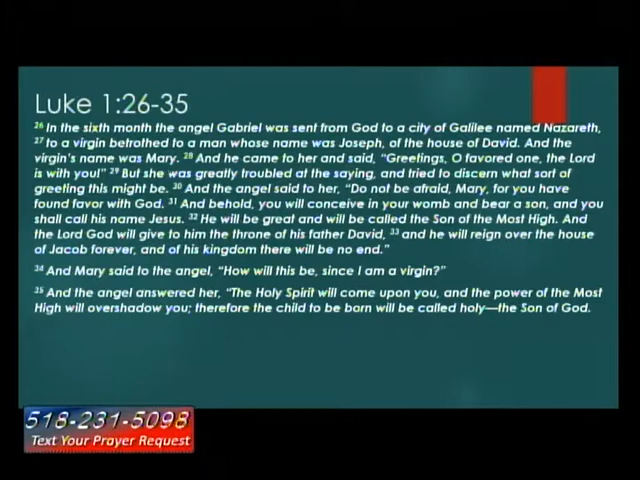 Luke 1:26-35
26 In the sixth month the angel Gabriel was sent from God to a city of Galilee named Nazareth,
27 to a virgin betrothed to a man whose name was Joseph, of the house of David. And the
virgin's name was Mary. 28 And he came to her and said, “Greetings, O favored one, the Lord
is with you!” 29 But she was greatly troubled at the saying, and tried to discern what sort of
greeting this might be. 30 And the angel said to her, “Do not be afraid, Mary, for you have
found favor with God. 31 And behold, you will conceive in your womb and bear a son, and you
shall call his name Jesus. 32 He will be great and will be called the Son of the Most High. And
the Lord God will give to him the throne of his father David, 33 and he will reign over the house
of Jacob forever, and of his kingdom there will be no end.”
34 And Mary said to the angel, “How will this be, since I am a virgin?”
35 And the angel answered her, “The Holy Spirit will come upon you, and the power of the Most
High will overshadow you; therefore the child to be born will be called holy—the Son of God.
518-231-5098
Text Your Prayer Request